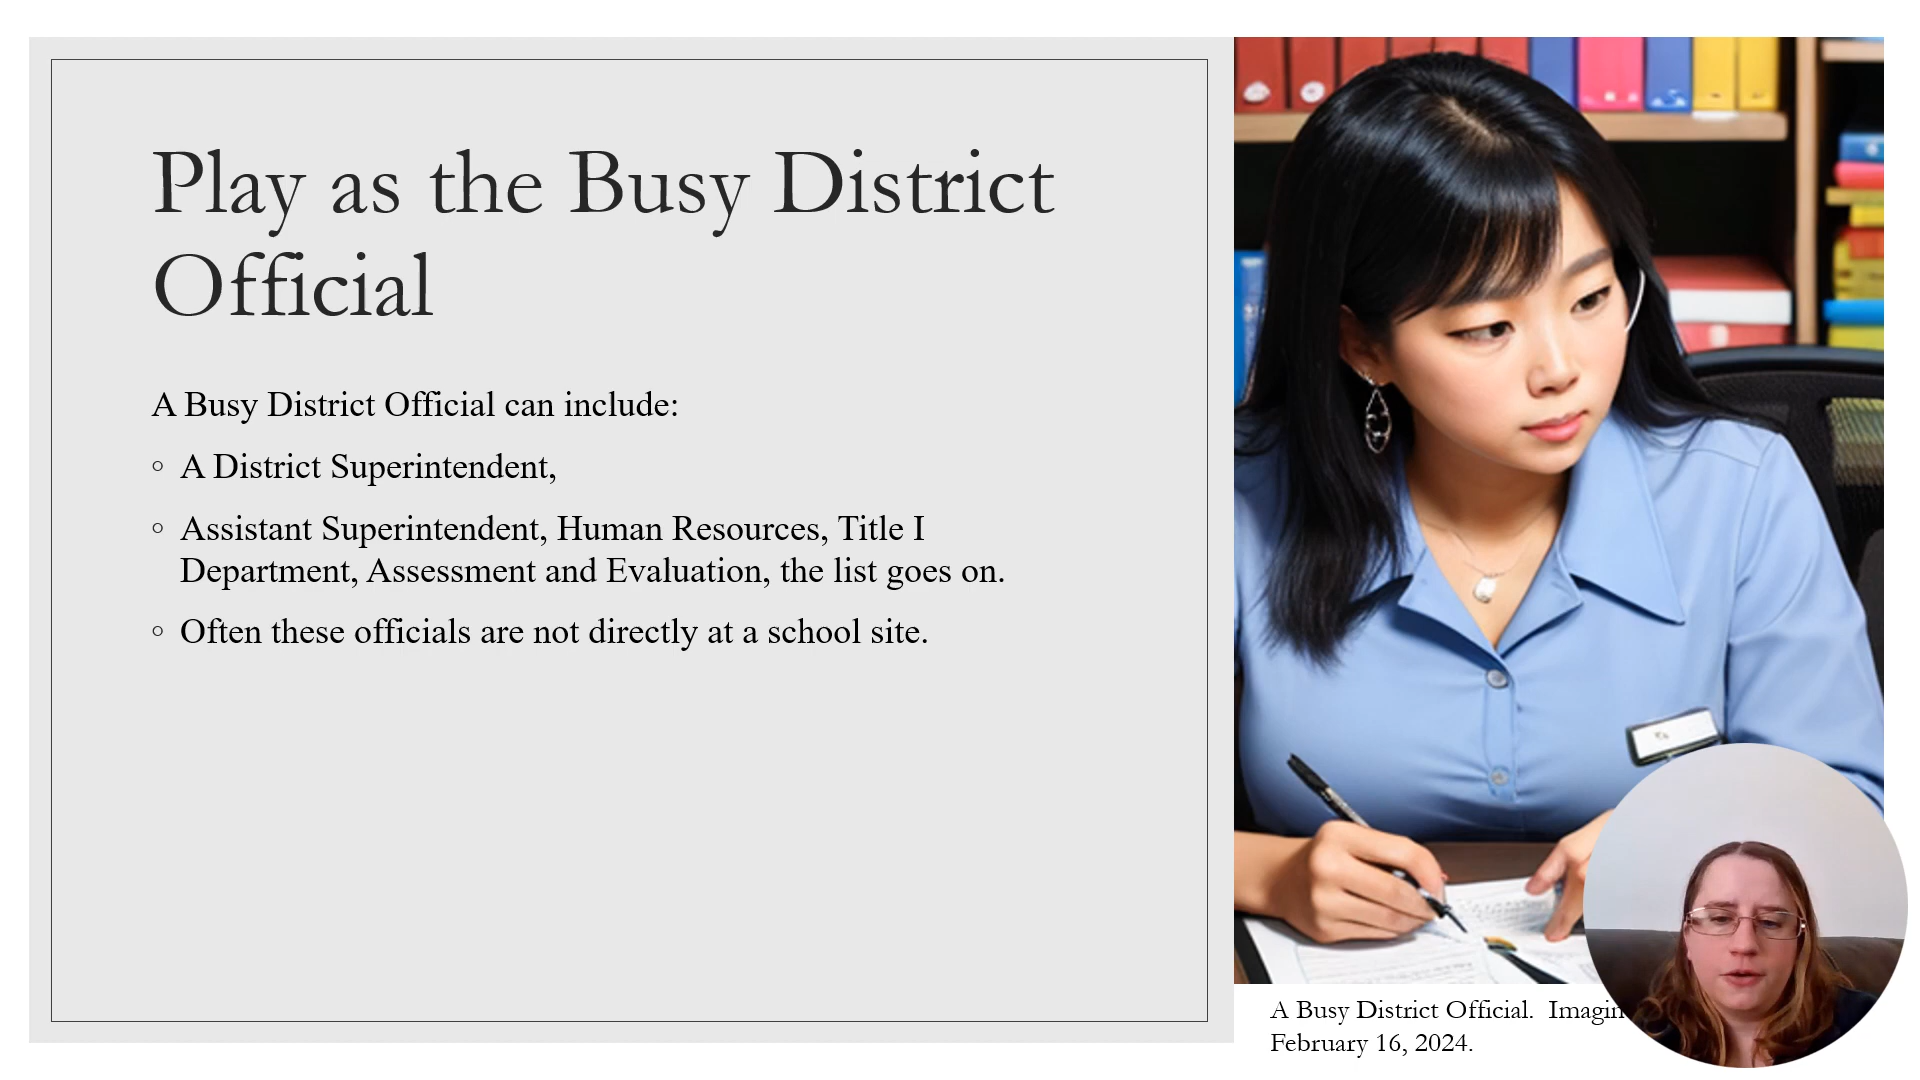 Play as the Busy District
Official
A Busy District Official can include:
◦ A District Superintendent,
◦ Assistant Superintendent, Human Resources, Title I
Department, Assessment and Evaluation, the list goes on.
◦ Often these officials are not directly at a school site.
A Busy District Official.
February 16, 2024.